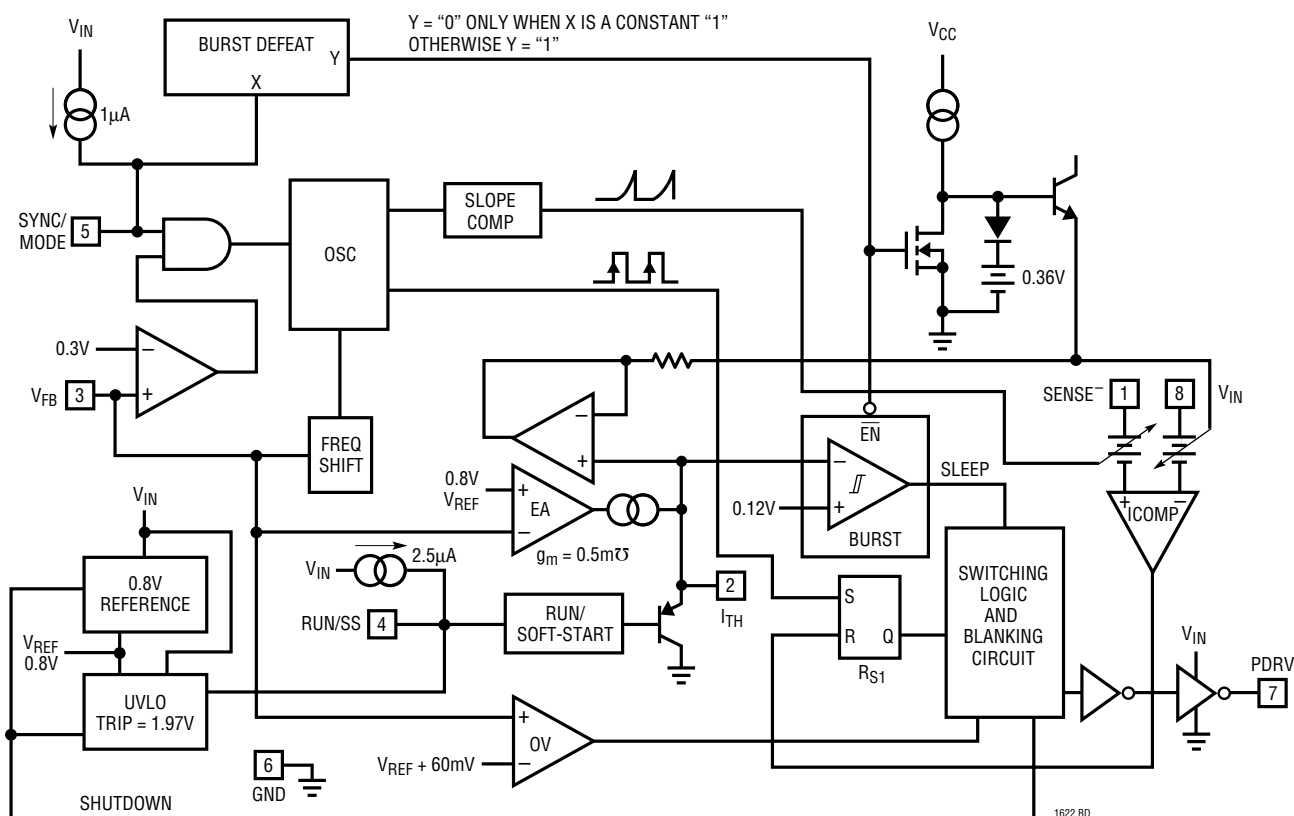 Y = “0” ONLY WHEN X IS A CONSTANT “1”
OTHERWISE Y = “1”
VIN
BURST DEFEAT
Y
X
VCC
1µA
SLOPE
COMP
SYNC/
MODE
5
OSC
0.36V
0.3V
–
+
VFB
3
SENSE–
1
8
VIN
–
+
EN
FREQ
SHIFT
–
+
BURST
SLEEP
0.12V
+
–
ICOMP
0.8V
VREF
+
–
EA
gm = 0.5m℧
VIN
0.8V
REFERENCE
VIN
2.5µA
RUN/SS
4
RUN/
SOFT-START
2
ITH
S
R
Q
RS1
SWITCHING
LOGIC
AND
BLANKING
CIRCUIT
VREF
0.8V
UVLO
TRIP = 1.97V
VIN
PDRV
7
+
–
OV
VREF + 60mV
6
GND
SHUTDOWN
1622 BD